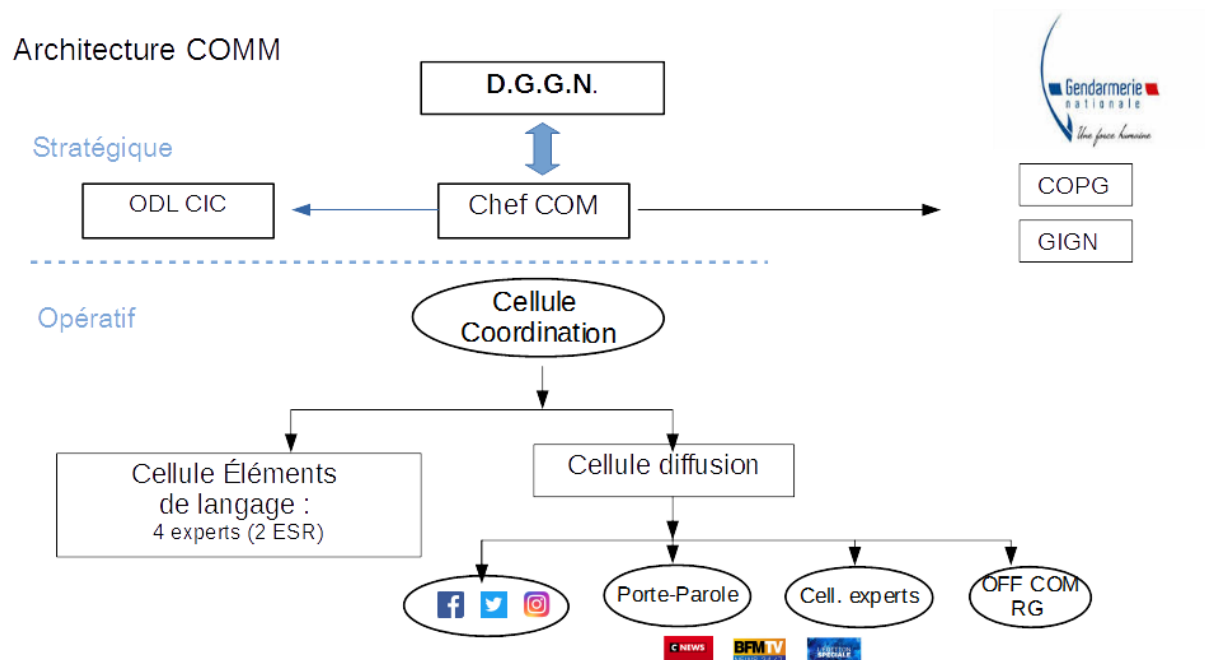 Architecture COMM
D.G.G.N.
Gendarmerie
nationale
Une force humaine
Stratégique
ODL CIC
Chef COM
COPG
GIGN
Opératif
Cellule
Coordination
Cellule Éléments
de langage :
4 experts (2 ESR)
Cellule diffusion
Porte-Parole
Cell. experts
OFF COM
RG
C NEWS
BFMTV
SPÉCIALE